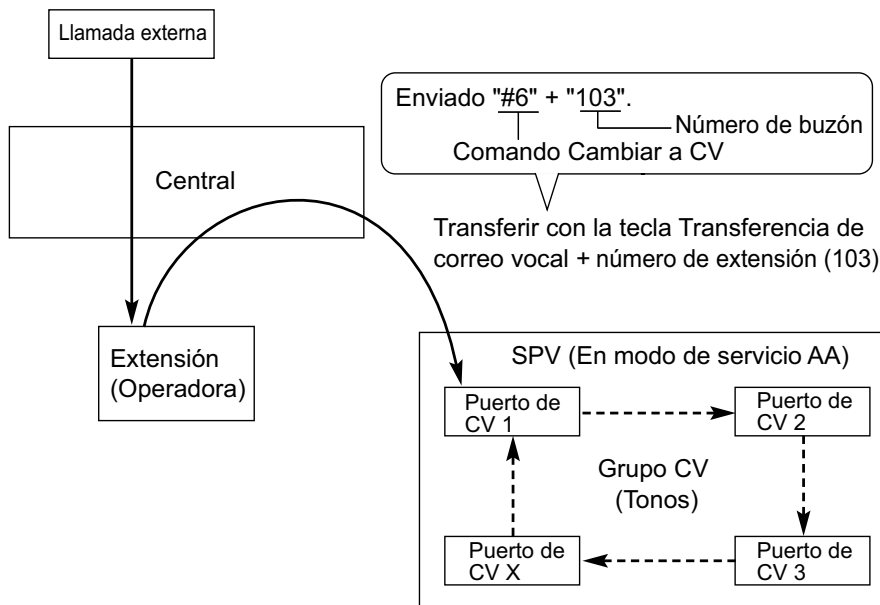 Llamada externa
Enviado "#6" + "103".
Número de buzón
Comando Cambiar a CV
Central
Transferir con la tecla Transferencia de
correo vocal + número de extensión (103)
Extensión
(Operadora)
SPV (En modo de servicio AA)
Puerto de
CV 1
Puerto de
CV 2
Grupo CV
(Tonos)
Puerto de
CV X
Puerto de
CV 3